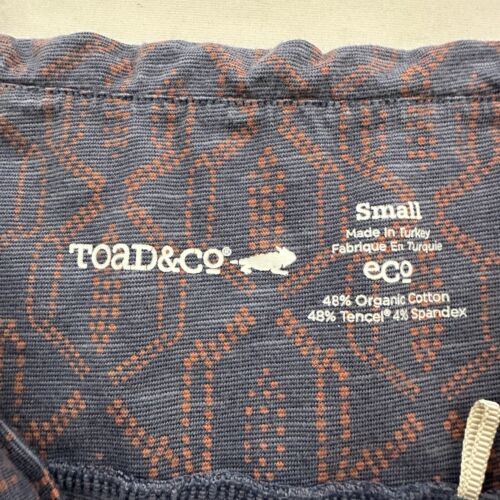 TOAD&CO®
Small
Made In Turkey
Fabrique En Turquie
eco
48% Organic Cotton
48% Tencel® 4% Spandex